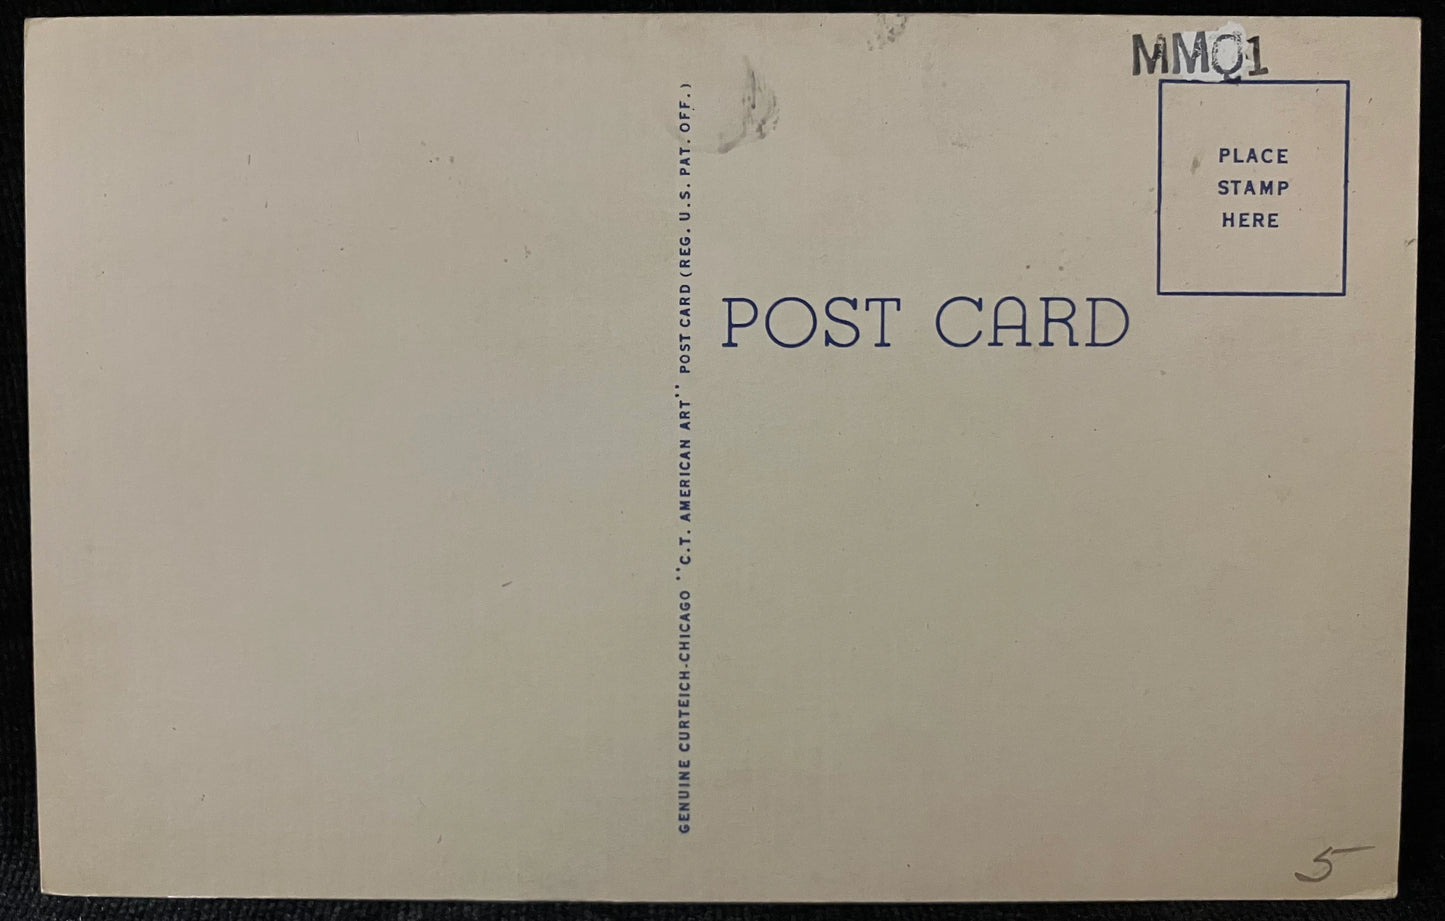 MMQ1
PLACE
STAMP
HERE
POST CARD
GENUINE CURTEICH-CHICAGO "C.T. AMERICAN ART" POST CARD (REG. U.S. PAT. OFF.)
5